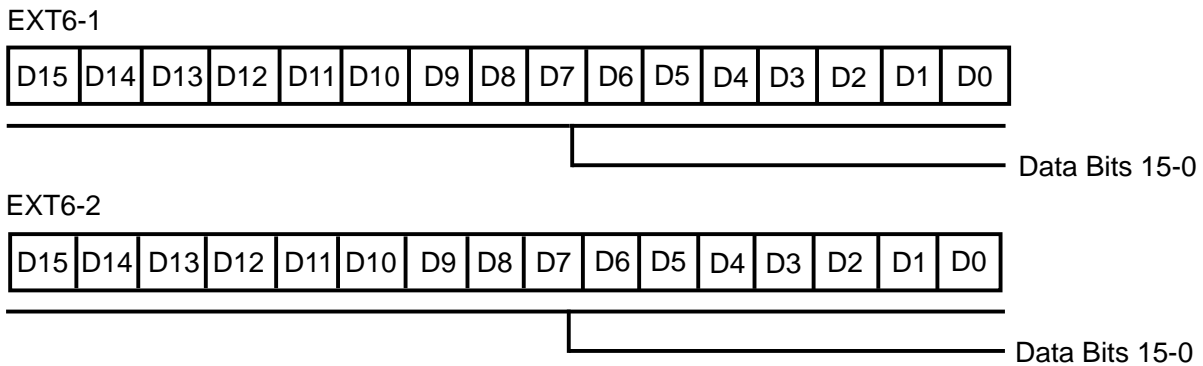 EXT6-1
D15 D14 D13 D12 D11 D10 D9 D8 D7 D6 D5 D4 D3 D2 D1 D0
Data Bits 15-0
EXT6-2
D15 D14 D13 D12 D11 D10 D9 D8 D7 D6 D5 D4 D3 D2 D1 D0
Data Bits 15-0